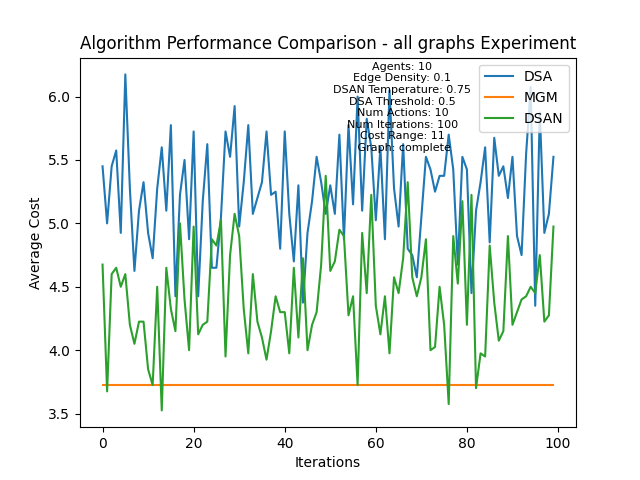 Algorithm Performance Comparison - all graphs Experiment
Agents: 10
Edge Density: 0.1
DSAN Temperature: 0.75
DSA Threshold: 0.5
Num Actions: 10
Num Iterations: 100
Cost Range: 11
Graph: complete
DSA
MGM
DSAN
Average Cost
6.0
5.5
5.0
4.5
4.0
3.5
0
20
40
60
80
100
Iterations